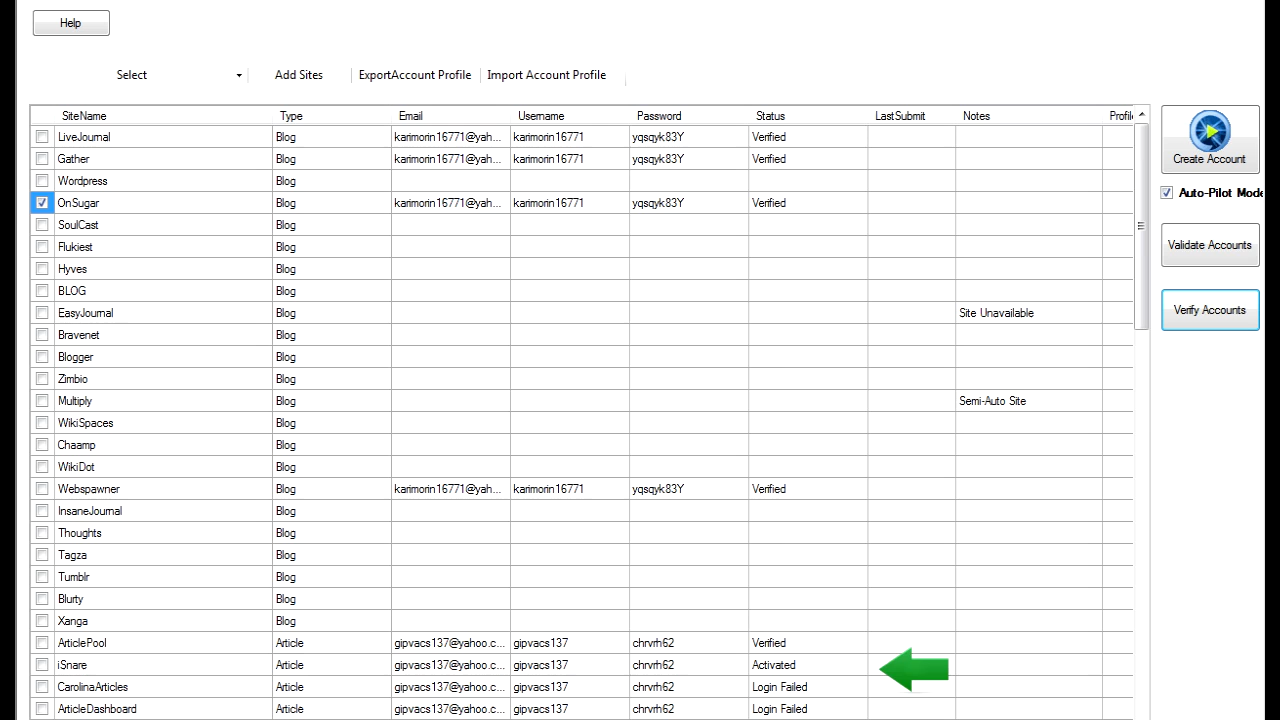 Help
Select Add Sites ExportAccount Profile Import Account Profile
SiteName Type Email Username Password Status LastSubmit Notes Profil
LiveJournal Blog karimorin16771@yah... karimorin16771 yqsqyk83Y Verified
Gather Blog karimorin16771@yah... karimorin16771 yqsqyk83Y Verified
Create Account
Wordpress Blog
Auto-Pilot Mode
OnSugar Blog karimorin16771@yah... karimorin16771 yqsqyk83Y Verified
SoulCast Blog
Flukiest Blog
Validate Accounts
Hyves Blog
BLOG Blog
EasyJournal Blog Site Unavailable
Verify Accounts
Bravenet Blog
Blogger Blog
Zimbio Blog
Multiply Blog Semi-Auto Site
WikiSpaces Blog
Chaamp Blog
WikiDot Blog
Webspawner Blog karimorin16771@yah... karimorin16771 yqsqyk83Y Verified
InsaneJournal Blog
Thoughts Blog
Tagza Blog
Tumblr Blog
Blurty Blog
Xanga Blog
ArticlePool Article gipvacs137@yahoo.c... gipvacs137 chrvrh62 Verified
iSnare Article gipvacs137@yahoo.c... gipvacs137 chrvrh62 Activated
CarolinaArticles Article gipvacs137@yahoo.c... gipvacs137 chrvrh62 Login Failed
ArticleDashboard Article gipvacs137@yahoo.c... gipvacs137 chrvrh62 Login Failed